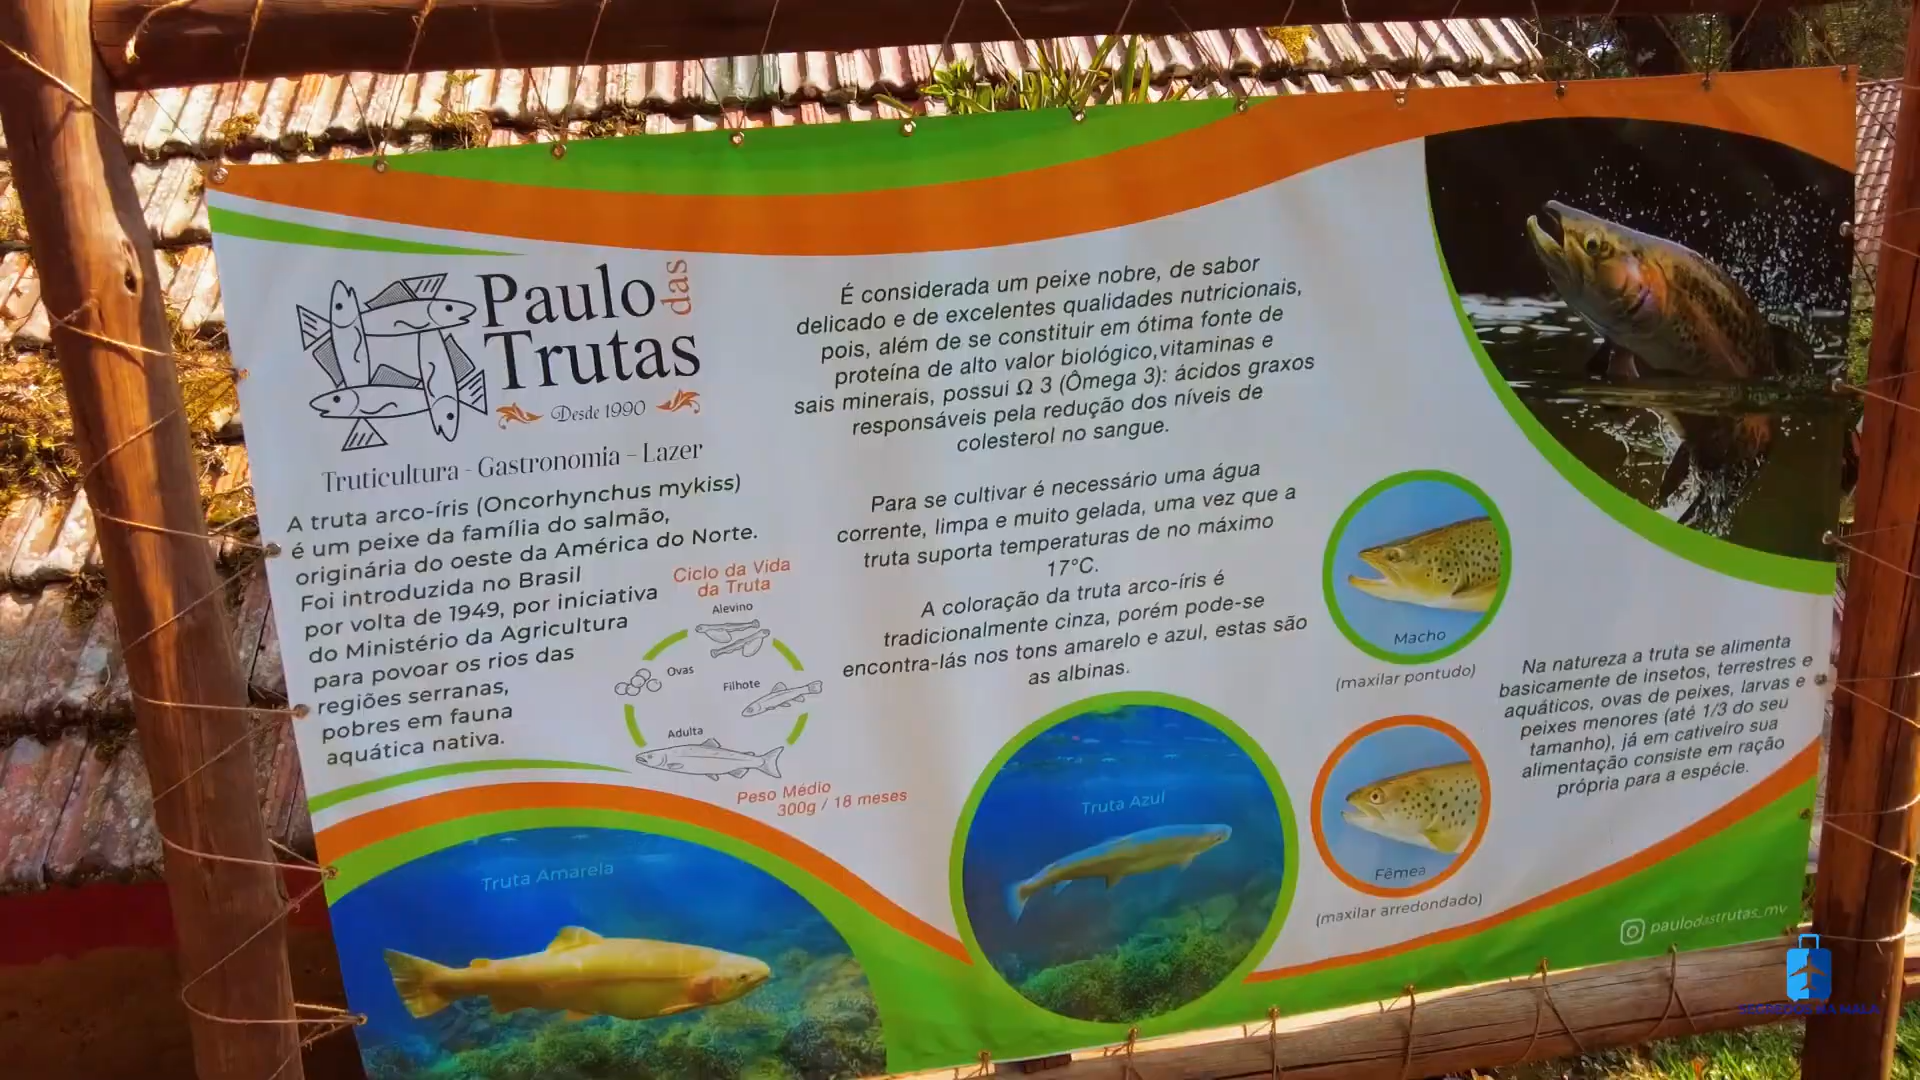 Paulo das
Trutas
Desde 1990
Truticultura - Gastronomia - Lazer
A truta arco-íris (Oncorhynchus mykiss)
é um peixe da família do salmão,
originária do oeste da América do Norte.
Foi introduzida no Brasil
por volta de 1949, por iniciativa
do Ministério da Agricultura
para povoar os rios das
regiões serranas,
pobres em fauna
aquática nativa.
Ciclo da Vida
da Truta
Alevino
Ovas
Filhote
Adulta
Peso Médio
300g / 18 meses
Truta Amarela
É considerada um peixe nobre, de sabor
delicado e de excelentes qualidades nutricionais,
pois, além de se constituir em ótima fonte de
proteína de alto valor biológico,vitaminas e
sais minerais, possui Ω 3 (Ômega 3): ácidos graxos
responsáveis pela redução dos níveis de
colesterol no sangue.
Para se cultivar é necessário uma água
corrente, limpa e muito gelada, uma vez que a
truta suporta temperaturas de no máximo
17°C.
A coloração da truta arco-íris é
tradicionalmente cinza, porém pode-se
encontra-lás nos tons amarelo e azul, estas são
as albinas.
Truta Azul
Macho
(maxilar pontudo)
Fêmea
(maxilar arredondado)
Na natureza a truta se alimenta
basicamente de insetos, terrestres e
aquáticos, ovas de peixes, larvas e
peixes menores (até 1/3 do seu
tamanho), já em cativeiro sua
alimentação consiste em ração
própria para a espécie.
paulodastrutas_mv